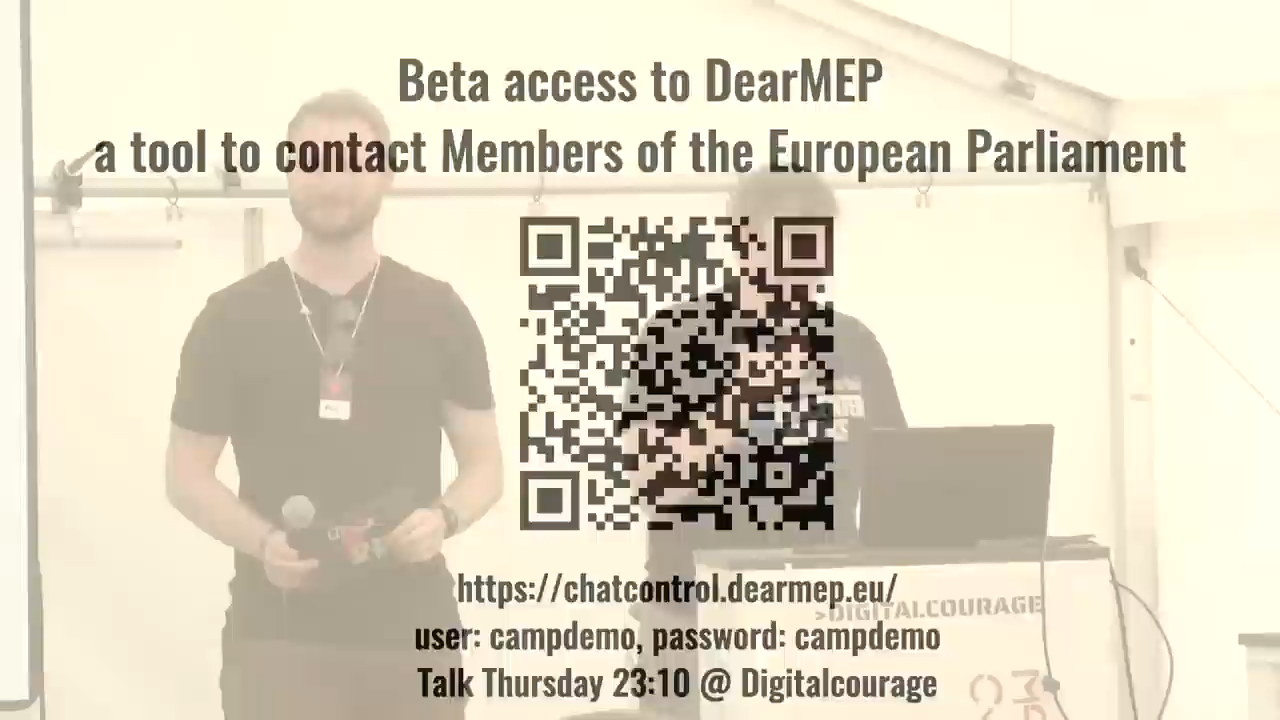 Beta access to DearMEP
a tool to contact Members of the European Parliament
https://chatcontrol.dearmep.eu/
>DIGITALCOURAGE
user: campdemo, password: campdemo
Talk Thursday 23:10 @ Digitalcourage